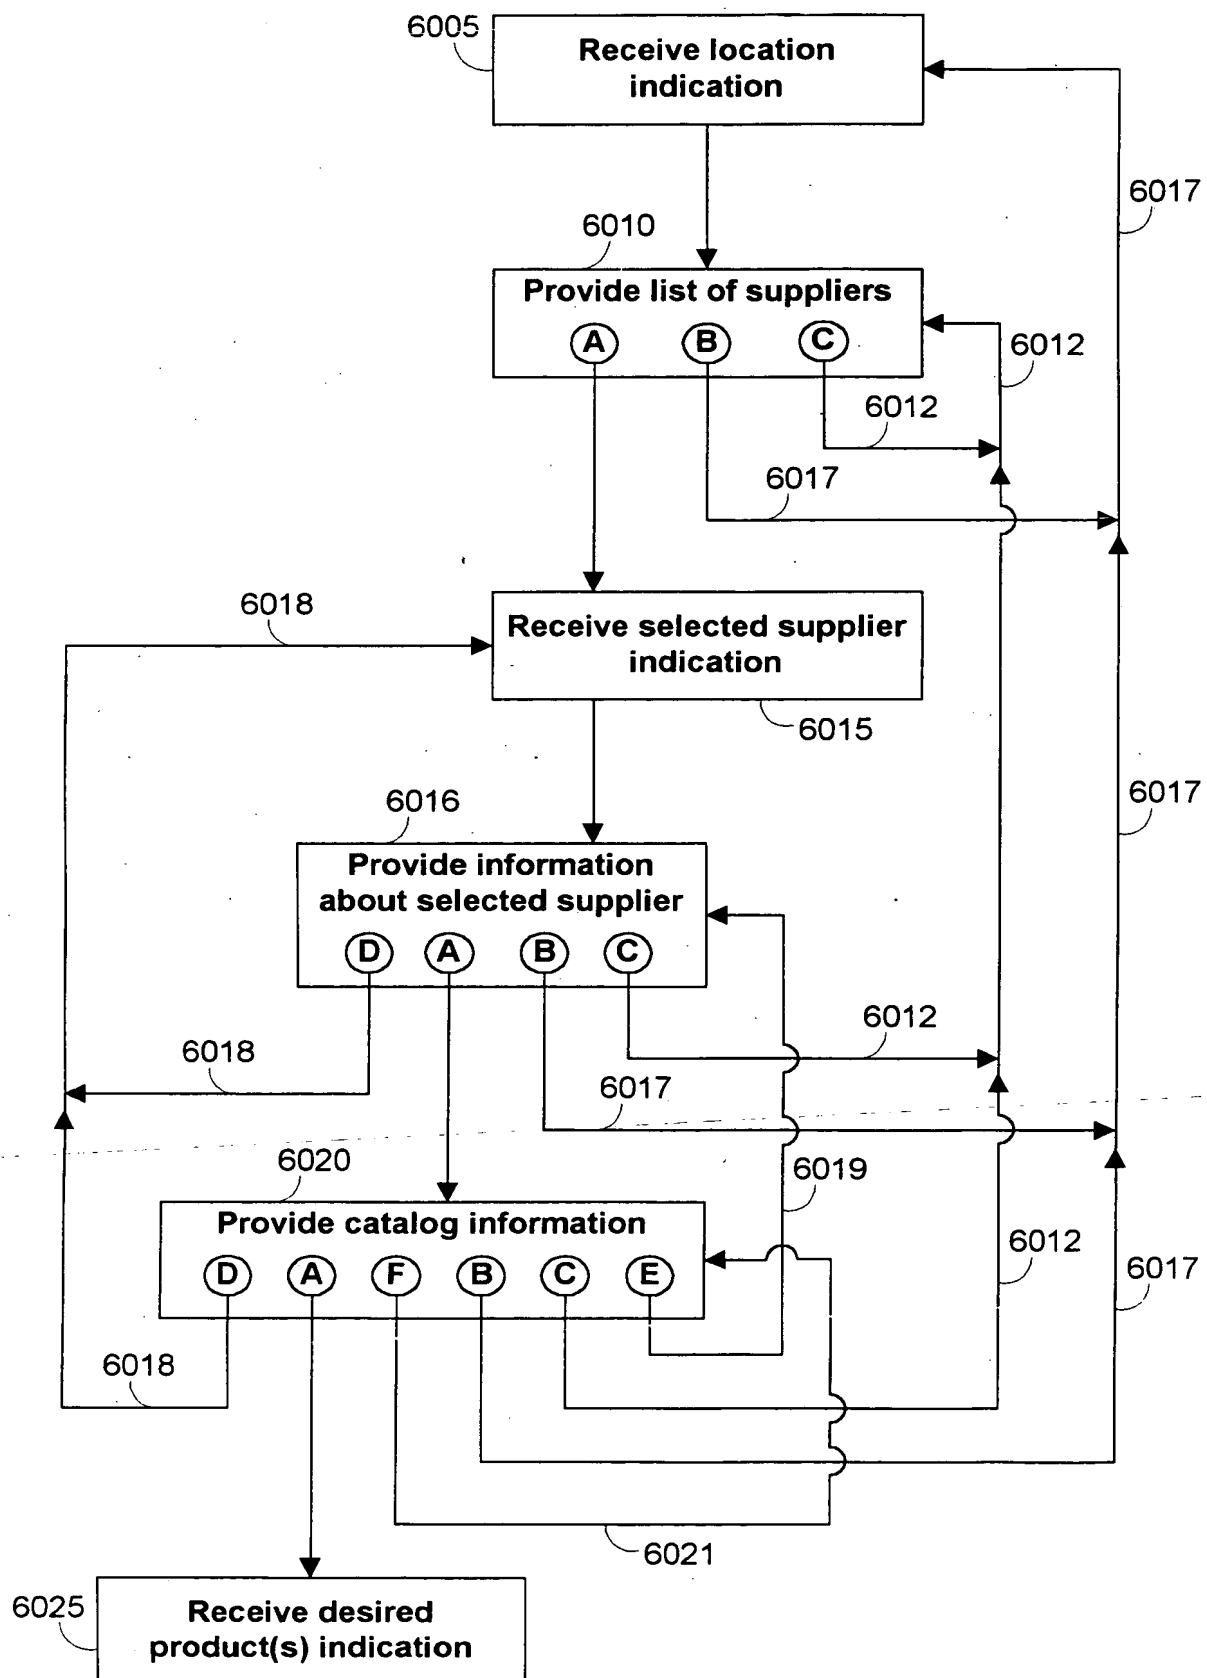 6005
Receive location
indication
6017
6010
Provide list of suppliers
A B C
6012
6012
6017
6018
Receive selected supplier
indication
6015
6016
6017
Provide information
about selected supplier
D A B C
6012
6018
6017
6020
6019
Provide catalog information
D A F B C E
6012
6017
6018
6021
6025
Receive desired
product(s) indication